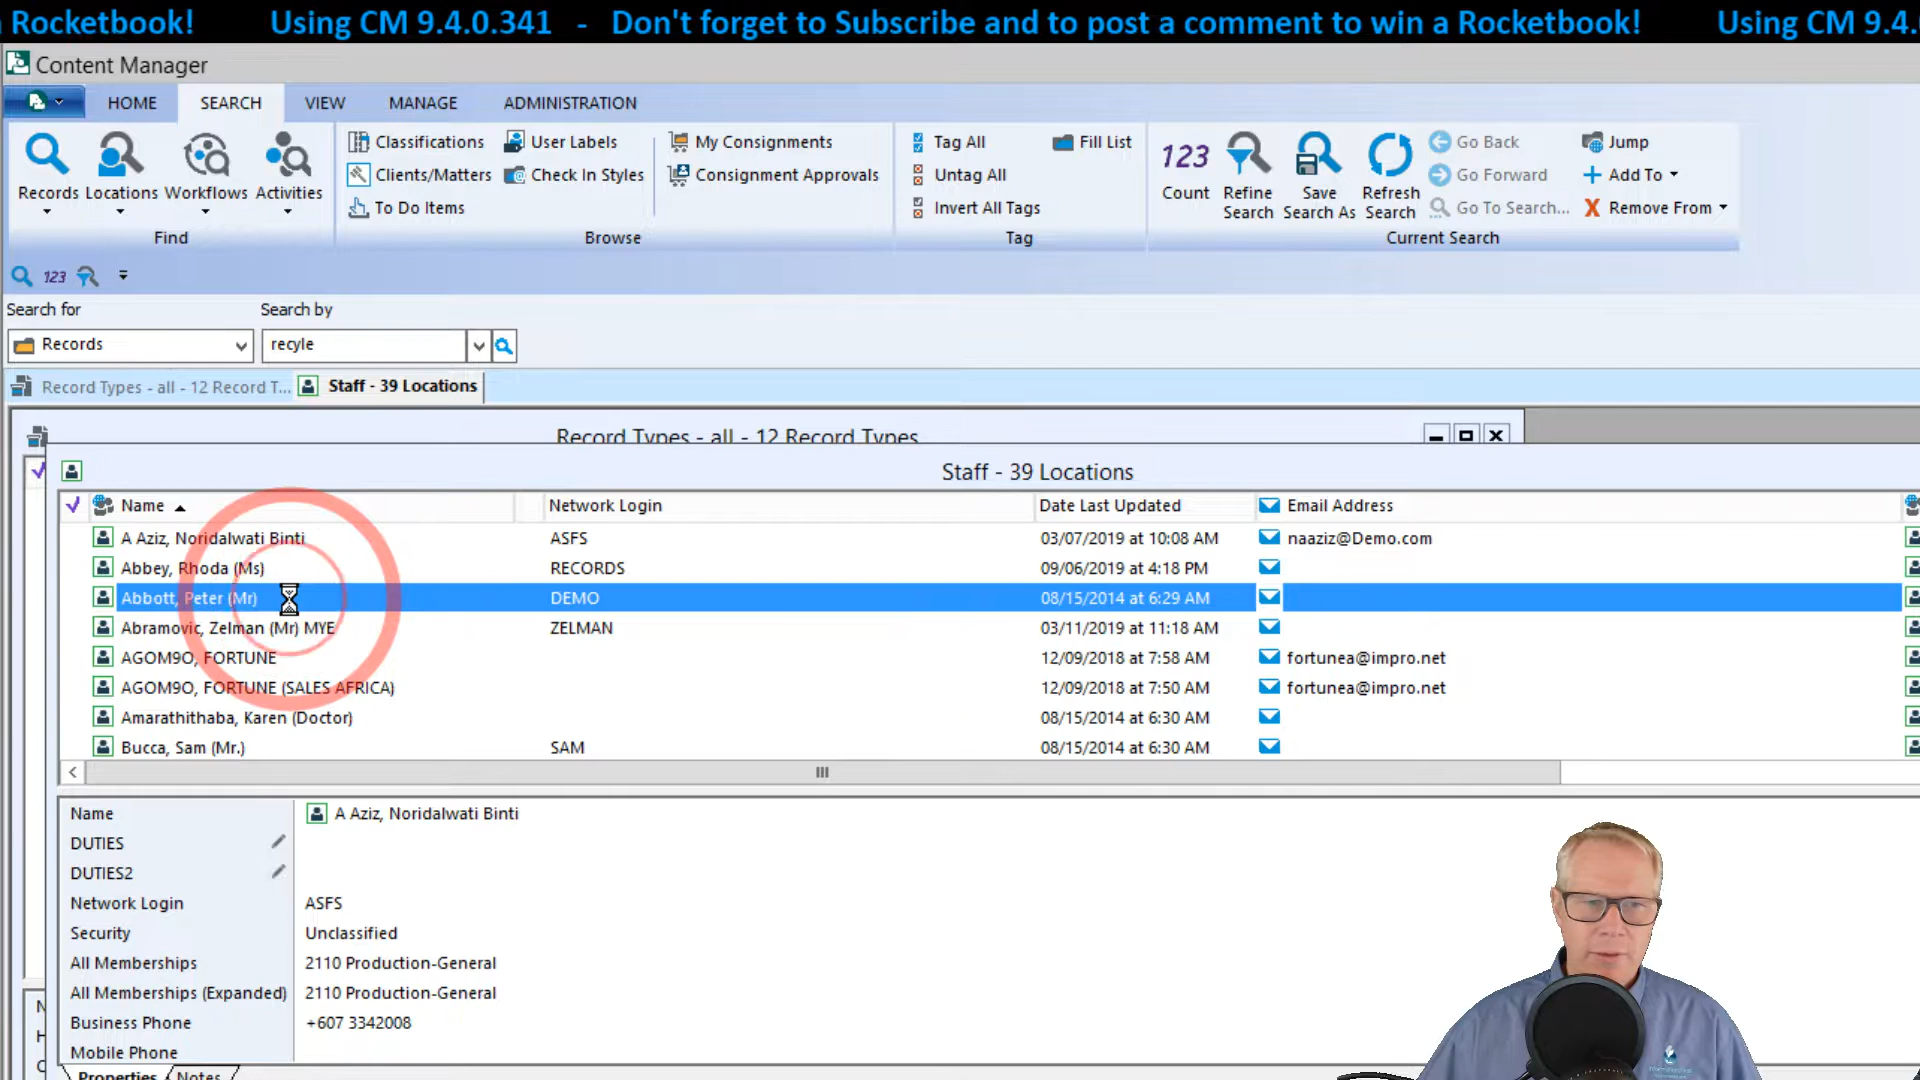 Rocketbook! Using CM 9.4.0.341 - Don't forget to Subscribe and to post a comment to win a Rocketbook! Using CM 9.4.
Content Manager
HOME SEARCH VIEW MANAGE ADMINISTRATION
Classifications User Labels My Consignments Tag All Fill List Go Back Jump
Clients/Matters Check In Styles Consignment Approvals Untag All 123 Go Forward Add To
Records Locations Workflows Activities Count Refine Search Save Search As Refresh Search
To Do Items Invert All Tags Go To Search... Remove From
Find Browse Tag Current Search
123
Search for Search by
Records recyle
Record Types - all - 12 Record T... Staff - 39 Locations
Record Types - all - 12 Record Types
Staff - 39 Locations
Name Network Login Date Last Updated Email Address
A Aziz, Noridalwati Binti ASFS 03/07/2019 at 10:08 AM naaziz@Demo.com
Abbey, Rhoda (Ms) RECORDS 09/06/2019 at 4:18 PM
Abbott, Peter (Mr) DEMO 08/15/2014 at 6:29 AM
Abramovic, Zelman (Mr) MYE ZELMAN 03/11/2019 at 11:18 AM
AGOM9O, FORTUNE 12/09/2018 at 7:58 AM fortunea@impro.net
AGOM9O, FORTUNE (SALES AFRICA) 12/09/2018 at 7:50 AM fortunea@impro.net
Amarathithaba, Karen (Doctor) 08/15/2014 at 6:30 AM
Bucca, Sam (Mr.) SAM 08/15/2014 at 6:30 AM
Name A Aziz, Noridalwati Binti
DUTIES
DUTIES2
Network Login ASFS
Security Unclassified
All Memberships 2110 Production-General
All Memberships (Expanded) 2110 Production-General
Business Phone +607 3342008
Mobile Phone
Properties Notes